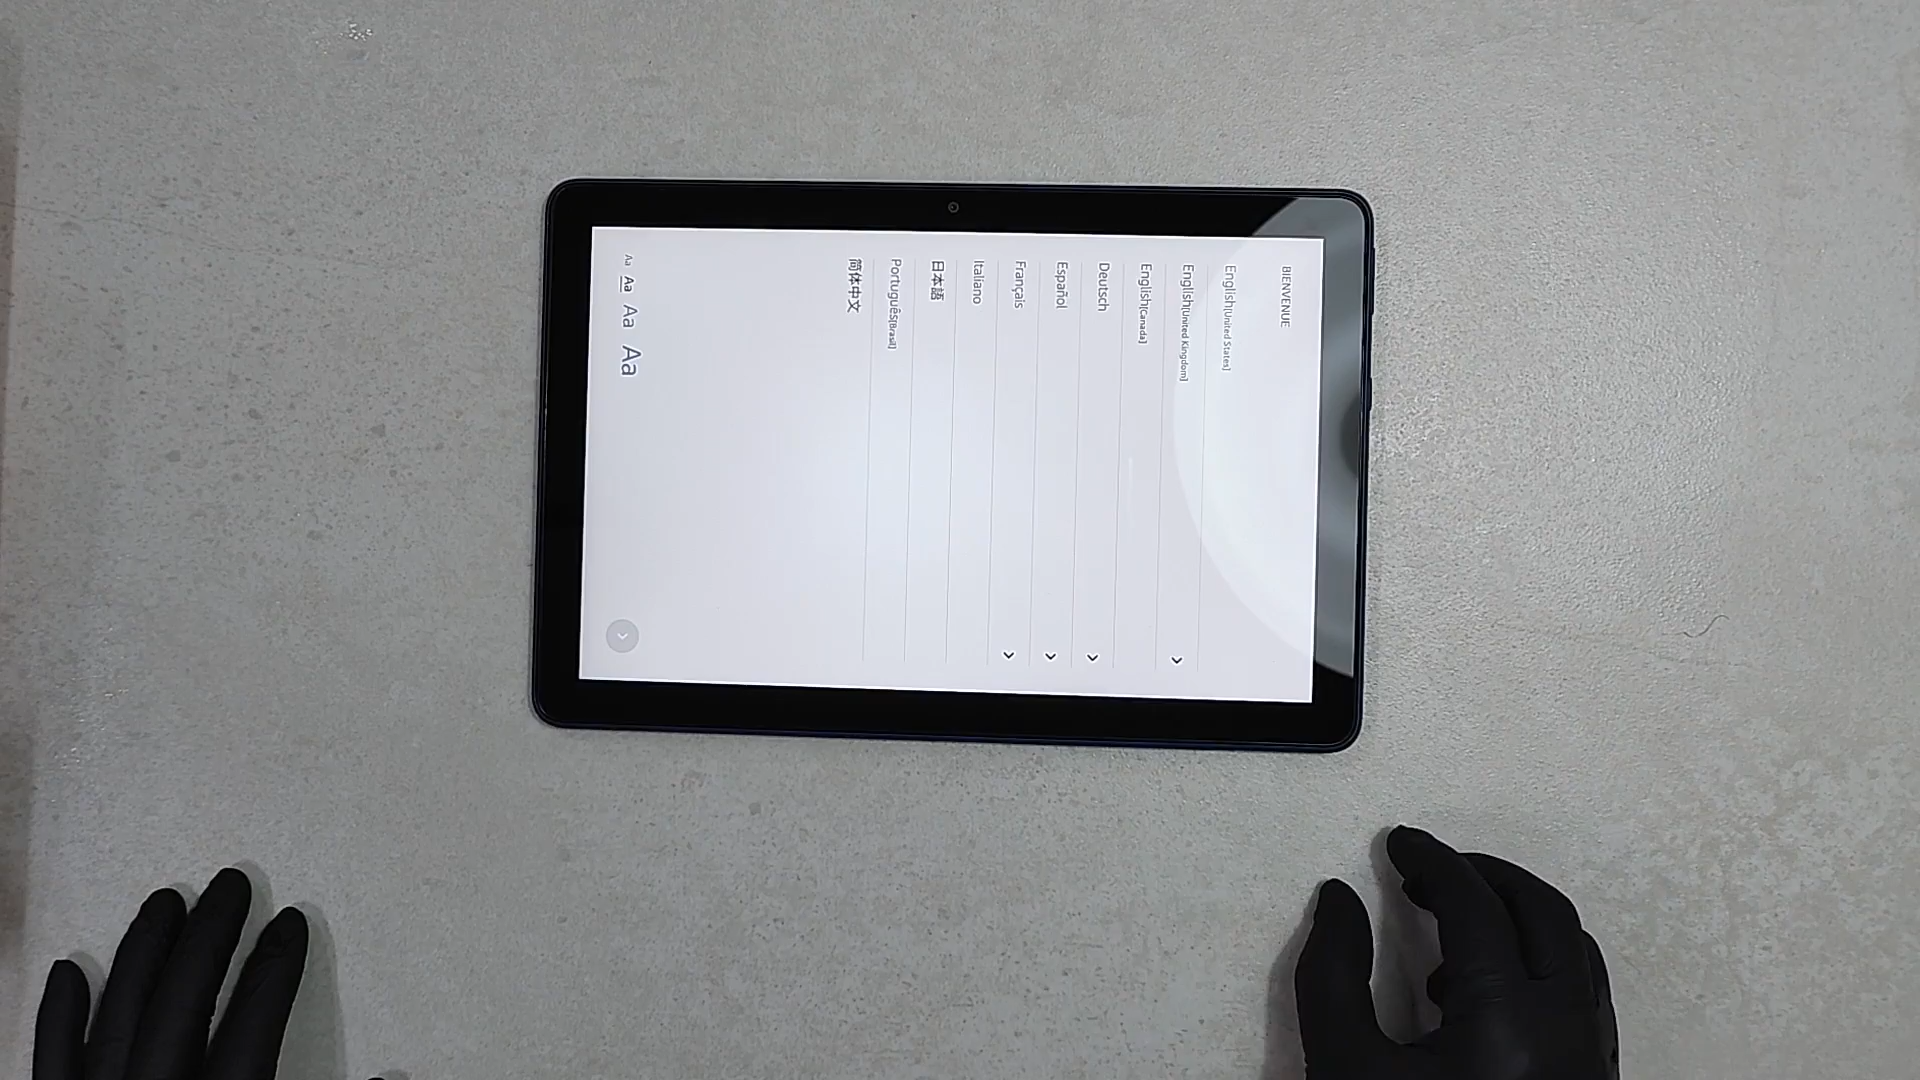 BIENVENUE
English[United States]
English[United Kingdom]
English[Canada]
Deutsch
Español
Français
Italiano
日本語
Português[Brasil]
简体中文
Aa Aa Aa Aa